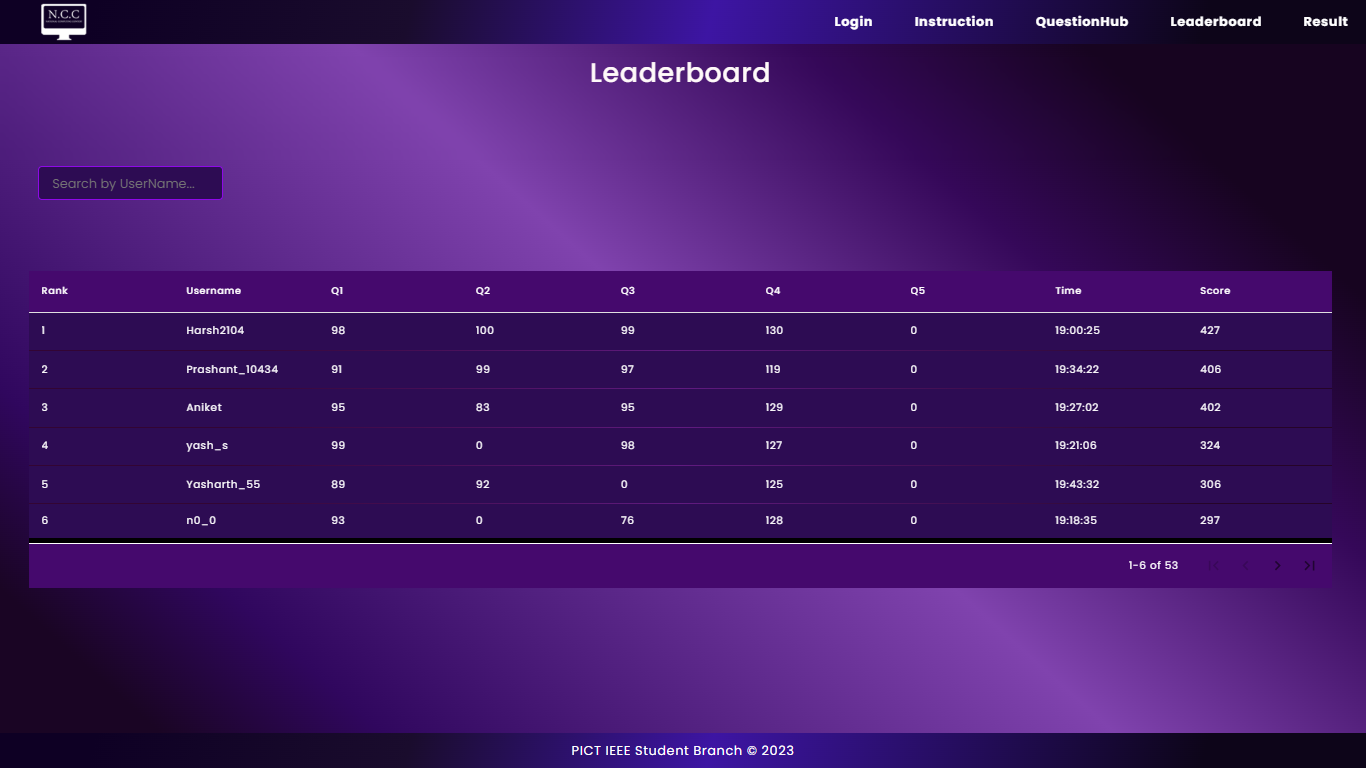 N.C.C
Login Instruction QuestionHub Leaderboard Result
Leaderboard
Search by UserName...
Rank Username Q1 Q2 Q3 Q4 Q5 Time Score
1 Harsh2104 98 100 99 130 0 19:00:25 427
2 Prashant_10434 91 99 97 119 0 19:34:22 406
3 Aniket 95 83 95 129 0 19:27:02 402
4 yash_s 99 0 98 127 0 19:21:06 324
5 Yasharth_55 89 92 0 125 0 19:43:32 306
6 n0_0 93 0 76 128 0 19:18:35 297
1-6 of 53
PICT IEEE Student Branch © 2023